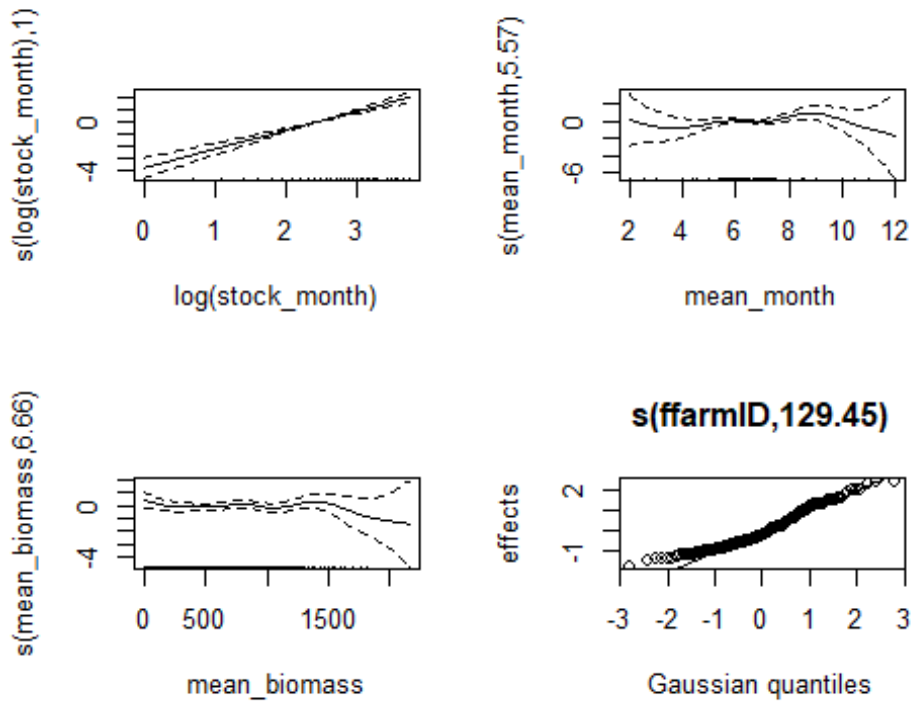 s(log(stock_month),1)
0
-4
0 1 2 3
log(stock_month)
s(mean_month,5.57)
0
-6
2 4 6 8 10 12
mean_month
s(mean_biomass,6.66)
0
-4
0 500 1500
mean_biomass
s(ffarmID,129.45)
effects
2
-1
-3 -2 -1 0 1 2 3
Gaussian quantiles